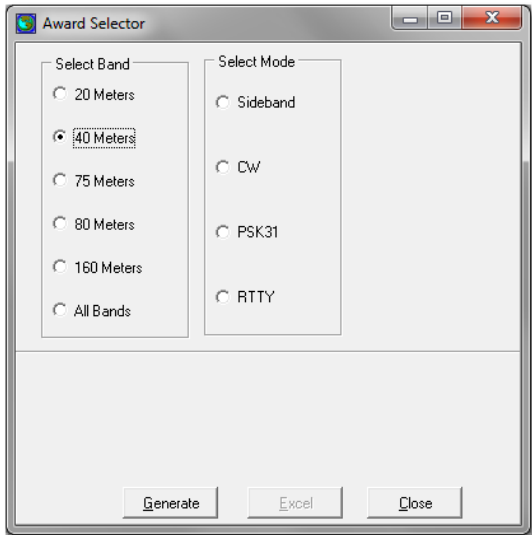 Award Selector
Select Band
20 Meters
40 Meters
75 Meters
80 Meters
160 Meters
All Bands
Select Mode
Sideband
CW
PSK31
RTTY
Generate
Excel
Close